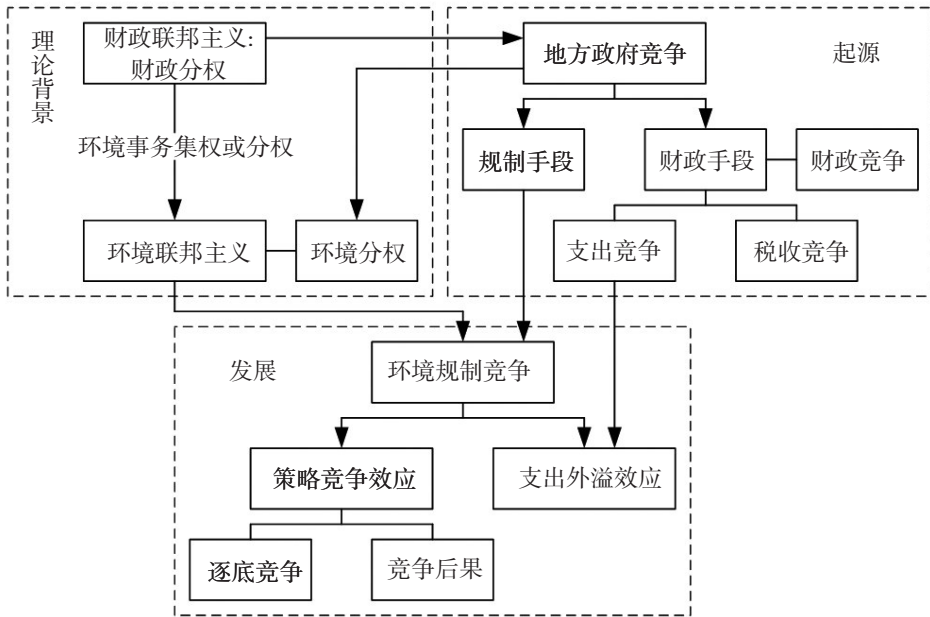 理论背景
财政联邦主义:
财政分权
环境事务集权或分权
环境联邦主义
环境分权
起源
地方政府竞争
规制手段
财政手段
财政竞争
支出竞争
税收竞争
发展
环境规制竞争
策略竞争效应
支出外溢效应
逐底竞争
竞争后果